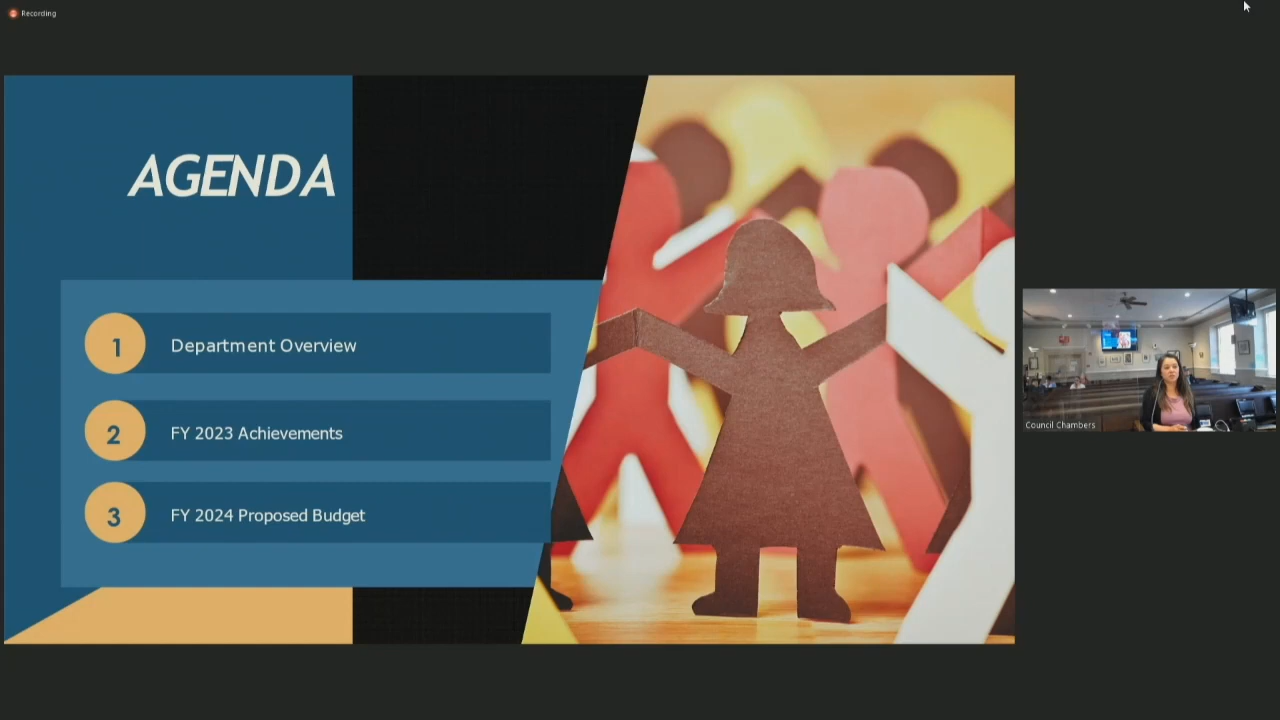 Recording
AGENDA
1
Department Overview
2
FY 2023 Achievements
3
FY 2024 Proposed Budget
Council Chambers